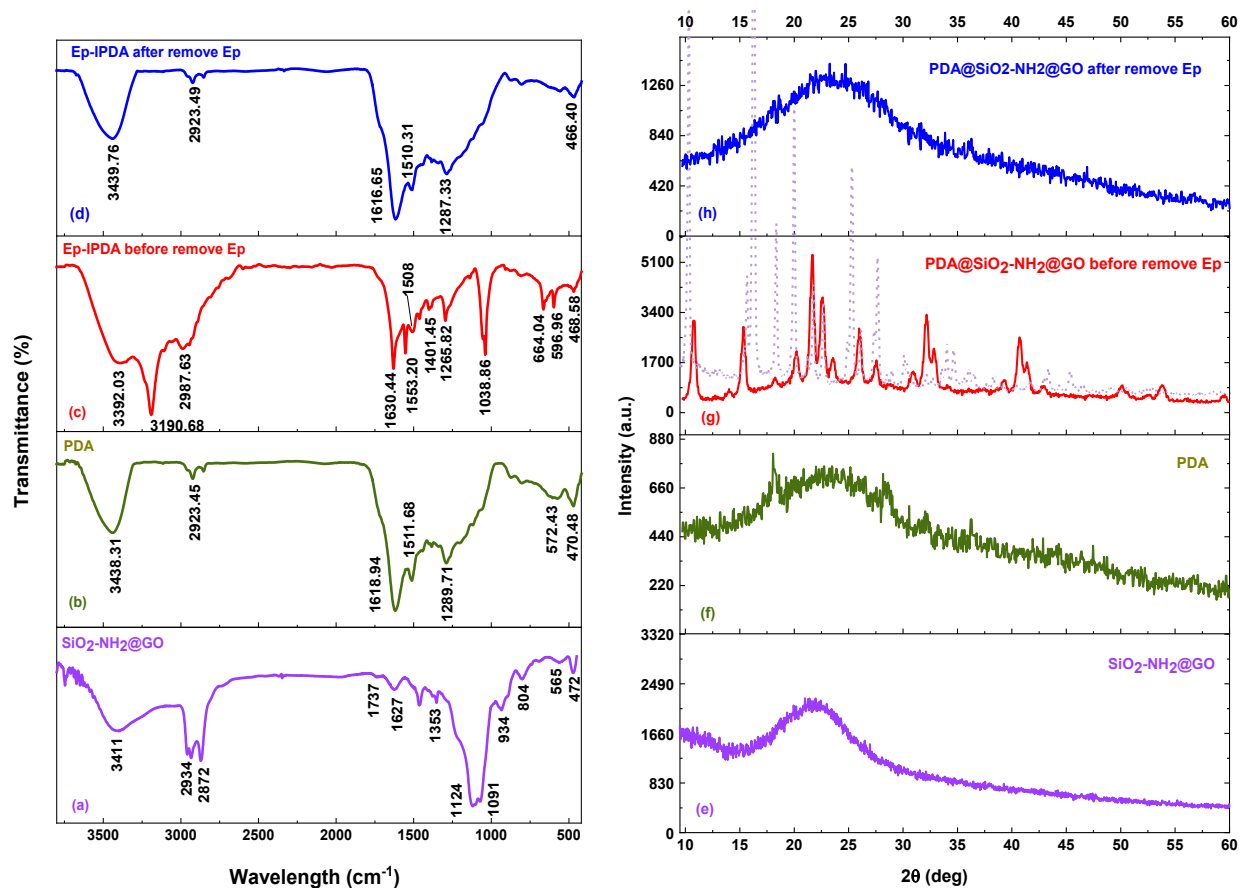 Transmittance (%)
Ep-IPDA after remove Ep
3439.76
2923.49
1616.65
1510.31
1287.33
466.40
(d)
Ep-IPDA before remove Ep
3392.03
3190.68
2987.63
1630.44
1553.20
1508
1401.45
1265.82
1038.86
664.04
596.96
468.58
(c)
PDA
3438.31
2923.45
1618.94
1511.68
1289.71
572.43
470.48
(b)
SiO2-NH2@GO
3411
2934
2872
1737
1627
1353
1124
1091
934
804
565
472
(a)
3500 3000 2500 2000 1500 1000 500
Wavelength (cm-1)
10 15 20 25 30 35 40 45 50 55 60
Intensity (a.u.)
1260
840
420
0
PDA@SiO2-NH2@GO after remove Ep
(h)
5100
3400
1700
0
PDA@SiO2-NH2@GO before remove Ep
(g)
880
660
440
220
0
PDA
(f)
3320
2490
1660
830
0
SiO2-NH2@GO
(e)
10 15 20 25 30 35 40 45 50 55 60
2θ (deg)